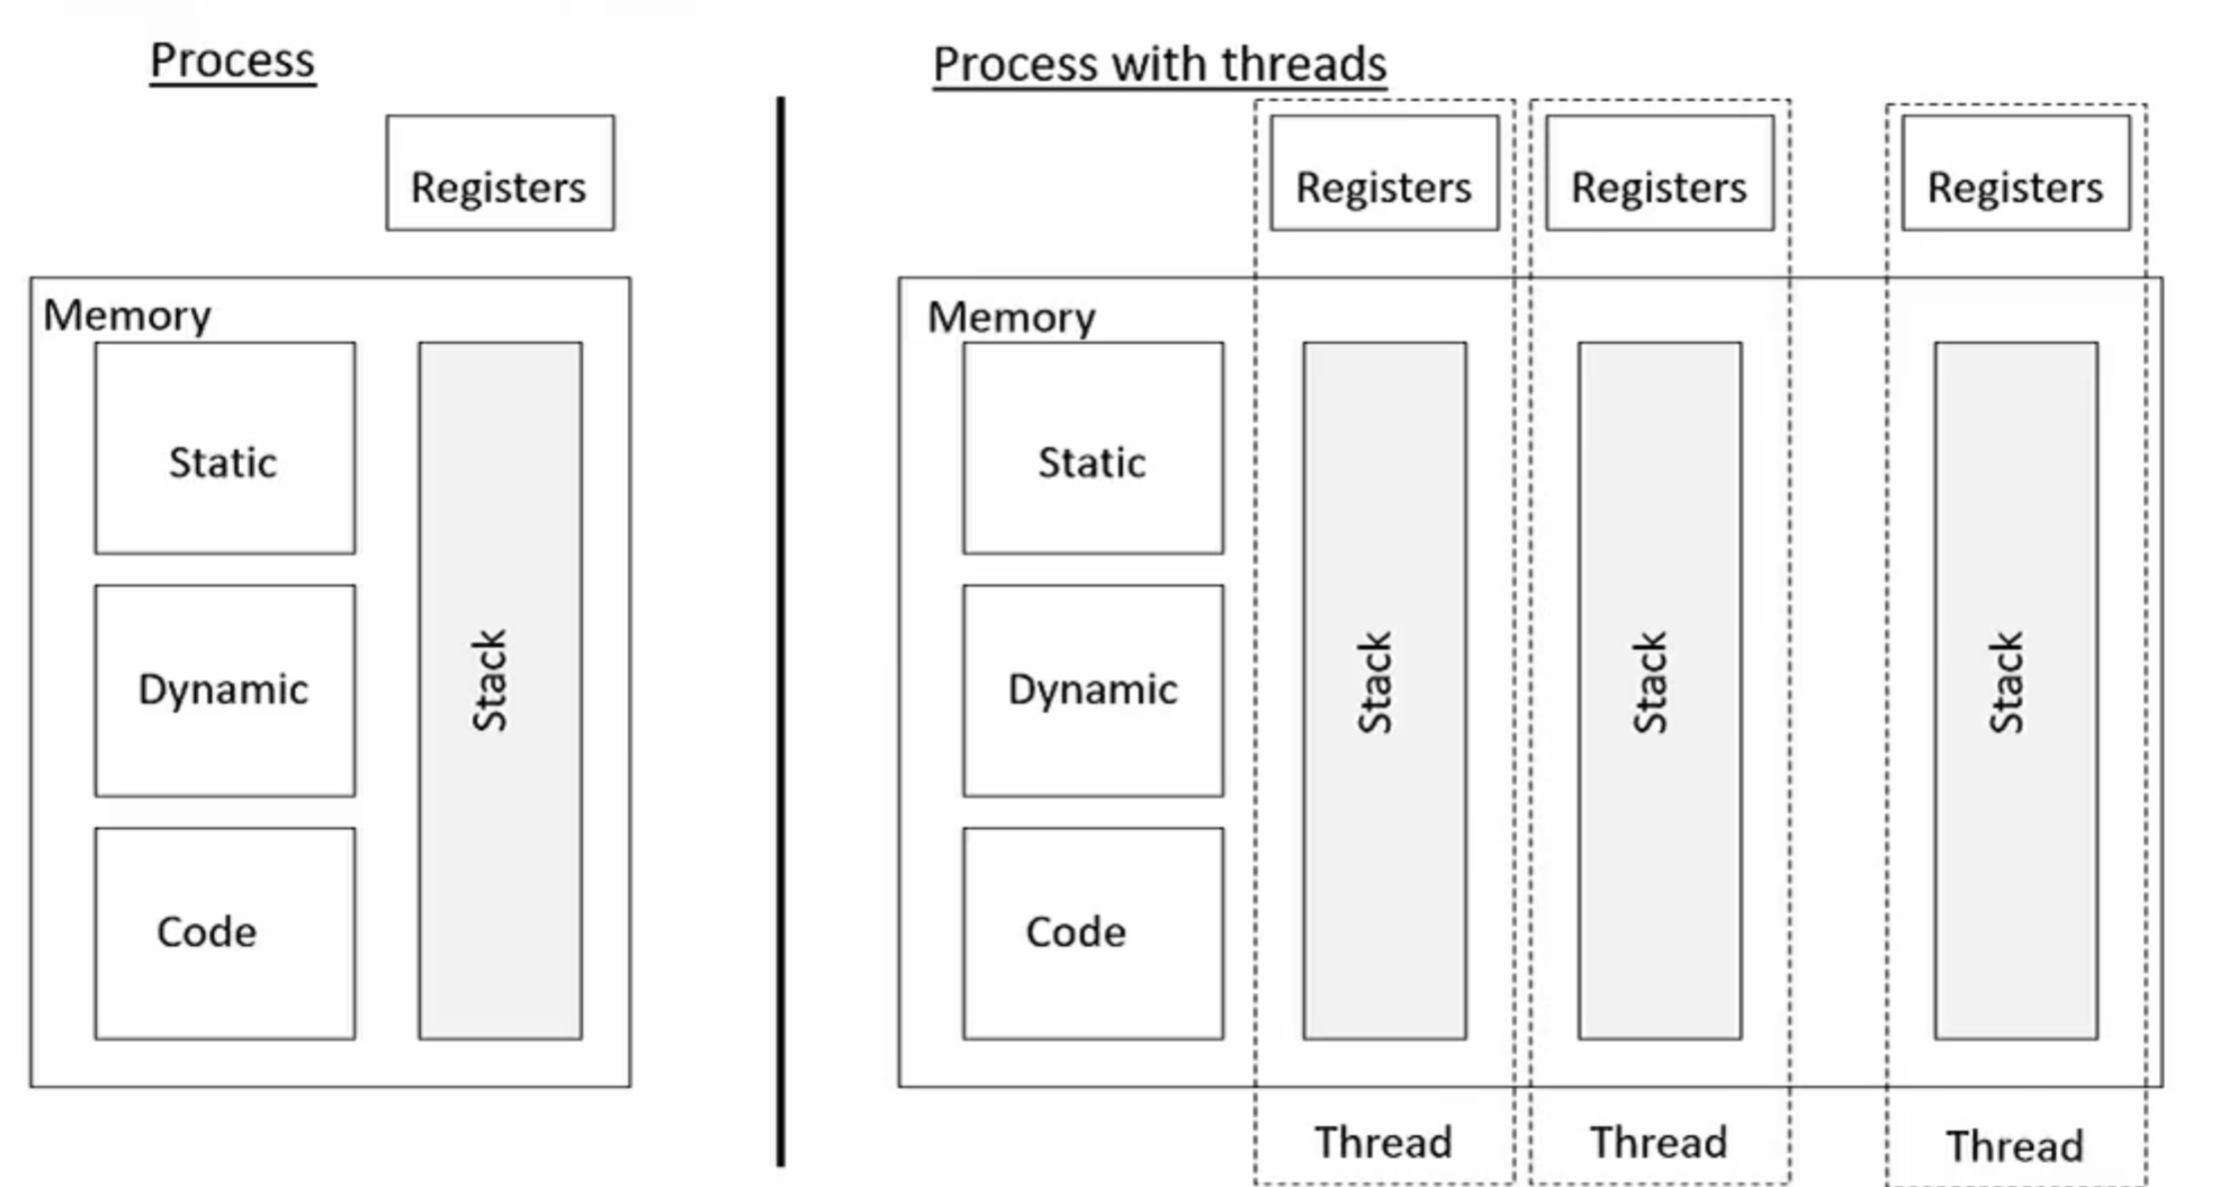 Process
Registers
Memory
Static
Dynamic
Code
Stack
Process with threads
Registers
Registers
Registers
Memory
Static
Dynamic
Code
Stack
Stack
Stack
Thread
Thread
Thread